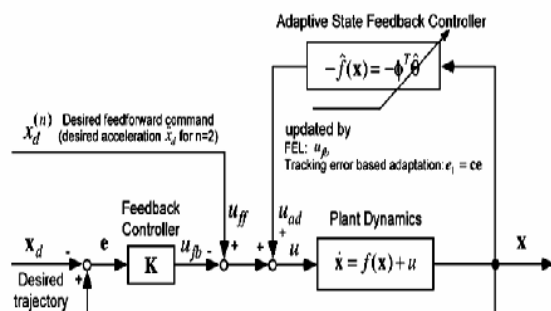 Adaptive State Feedback Controller
-f̂(x)=-ϕᵀθ̂
x_d^(n) Desired feedforward command
(desired acceleration ẍ_d for n=2)
updated by
FEL: u_fb
Tracking error based adaptation: e₁ = ce
Feedback
Controller
u_ff
u_ad
Plant Dynamics
x_d
-
e
K
u_fb
-
+
+
+
u
ẋ = f(x)+u
x
+
Desired
trajectory